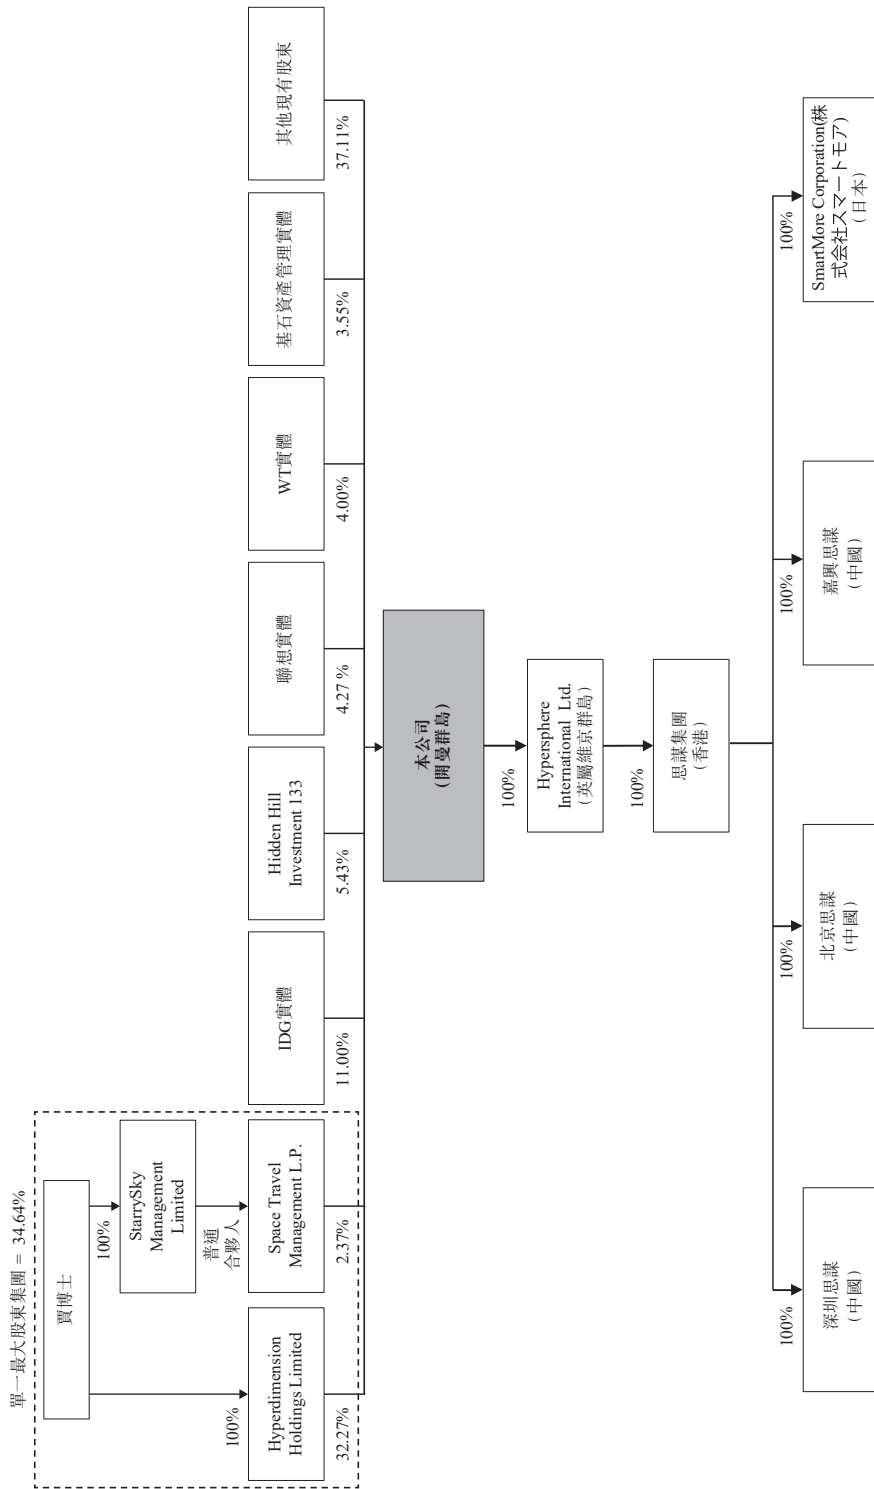 單一最大股東集團 = 34.64%
賈博士
100%
100%
StarrySky
Management
Limited
普通
合夥人
Hyperdimension
Holdings Limited
Space Travel
Management L.P.
IDG實體
Hidden Hill
Investment 133
聯想實體
WT實體
基石資產管理實體
其他現有股東
32.27%
2.37%
11.00%
5.43%
4.27 %
4.00%
3.55%
37.11%
本公司
(開曼群島)
100%
Hypersphere
International Ltd.
(英屬維京群島)
100%
思謀集團
(香港)
100%
100%
100%
100%
深圳思謀
(中國)
北京思謀
(中國)
嘉興思謀
(中國)
SmartMore Corporation(株
式会社スマートモア)
(日本)